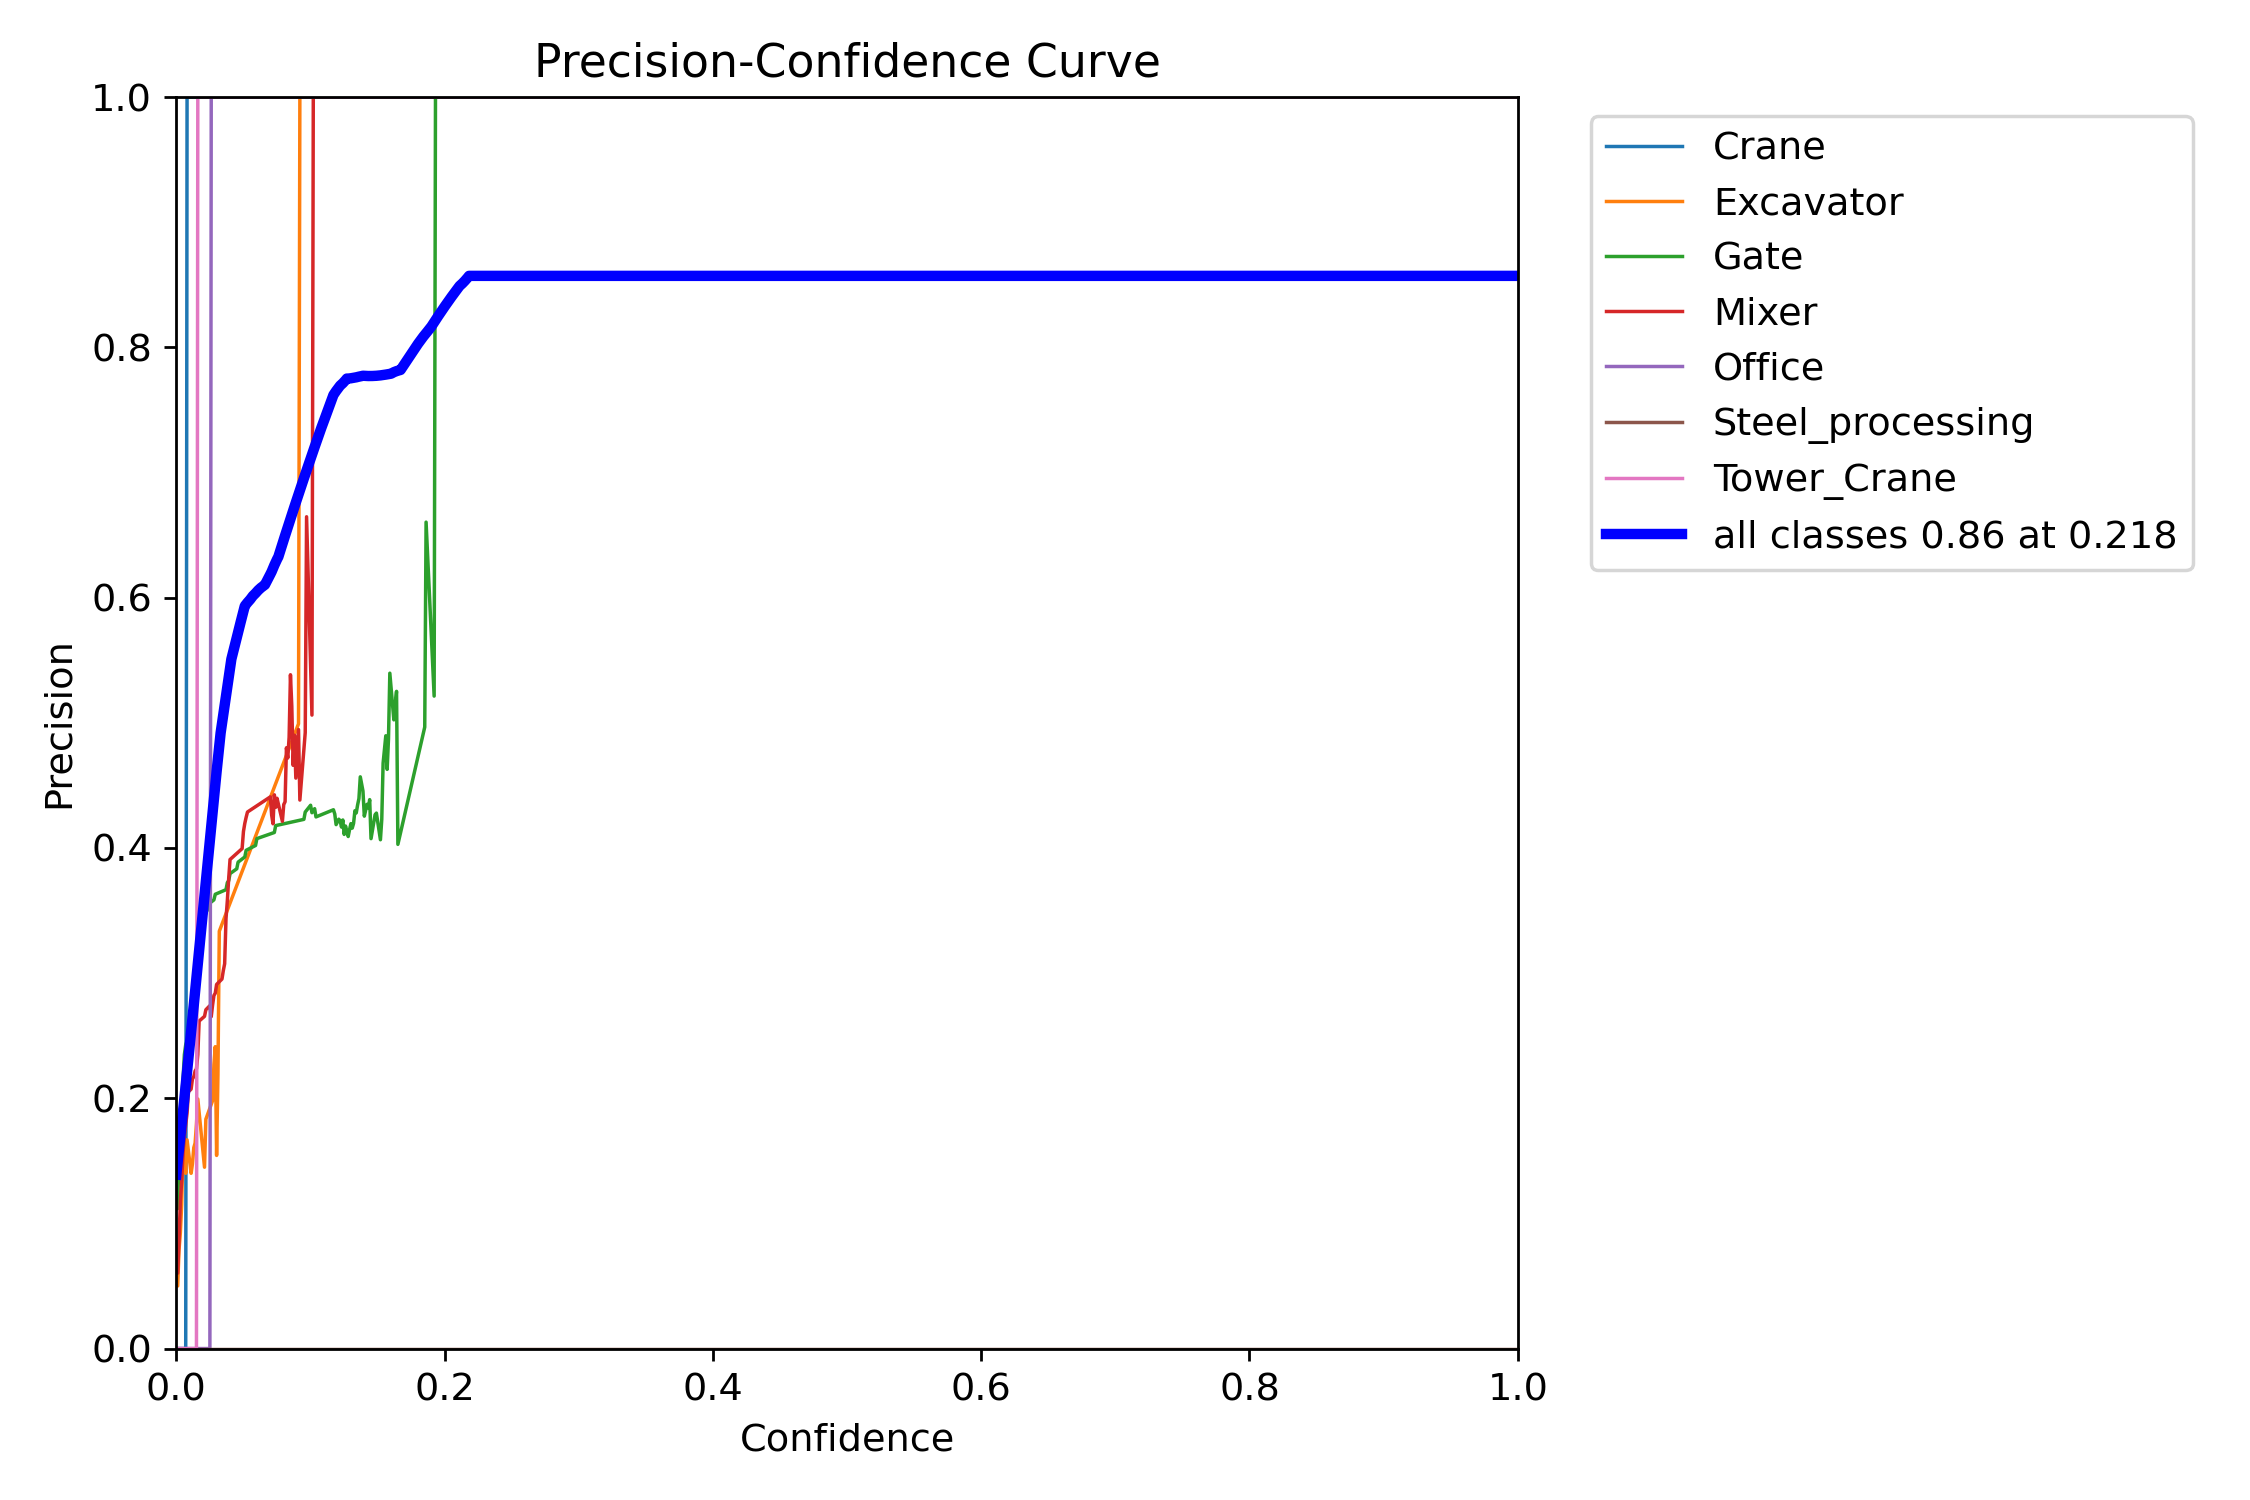 Precision-Confidence Curve
1.0
0.8
0.6
0.4
0.2
0.0
Precision
0.0 0.2 0.4 0.6 0.8 1.0
Confidence
Crane
Excavator
Gate
Mixer
Office
Steel_processing
Tower_Crane
all classes 0.86 at 0.218